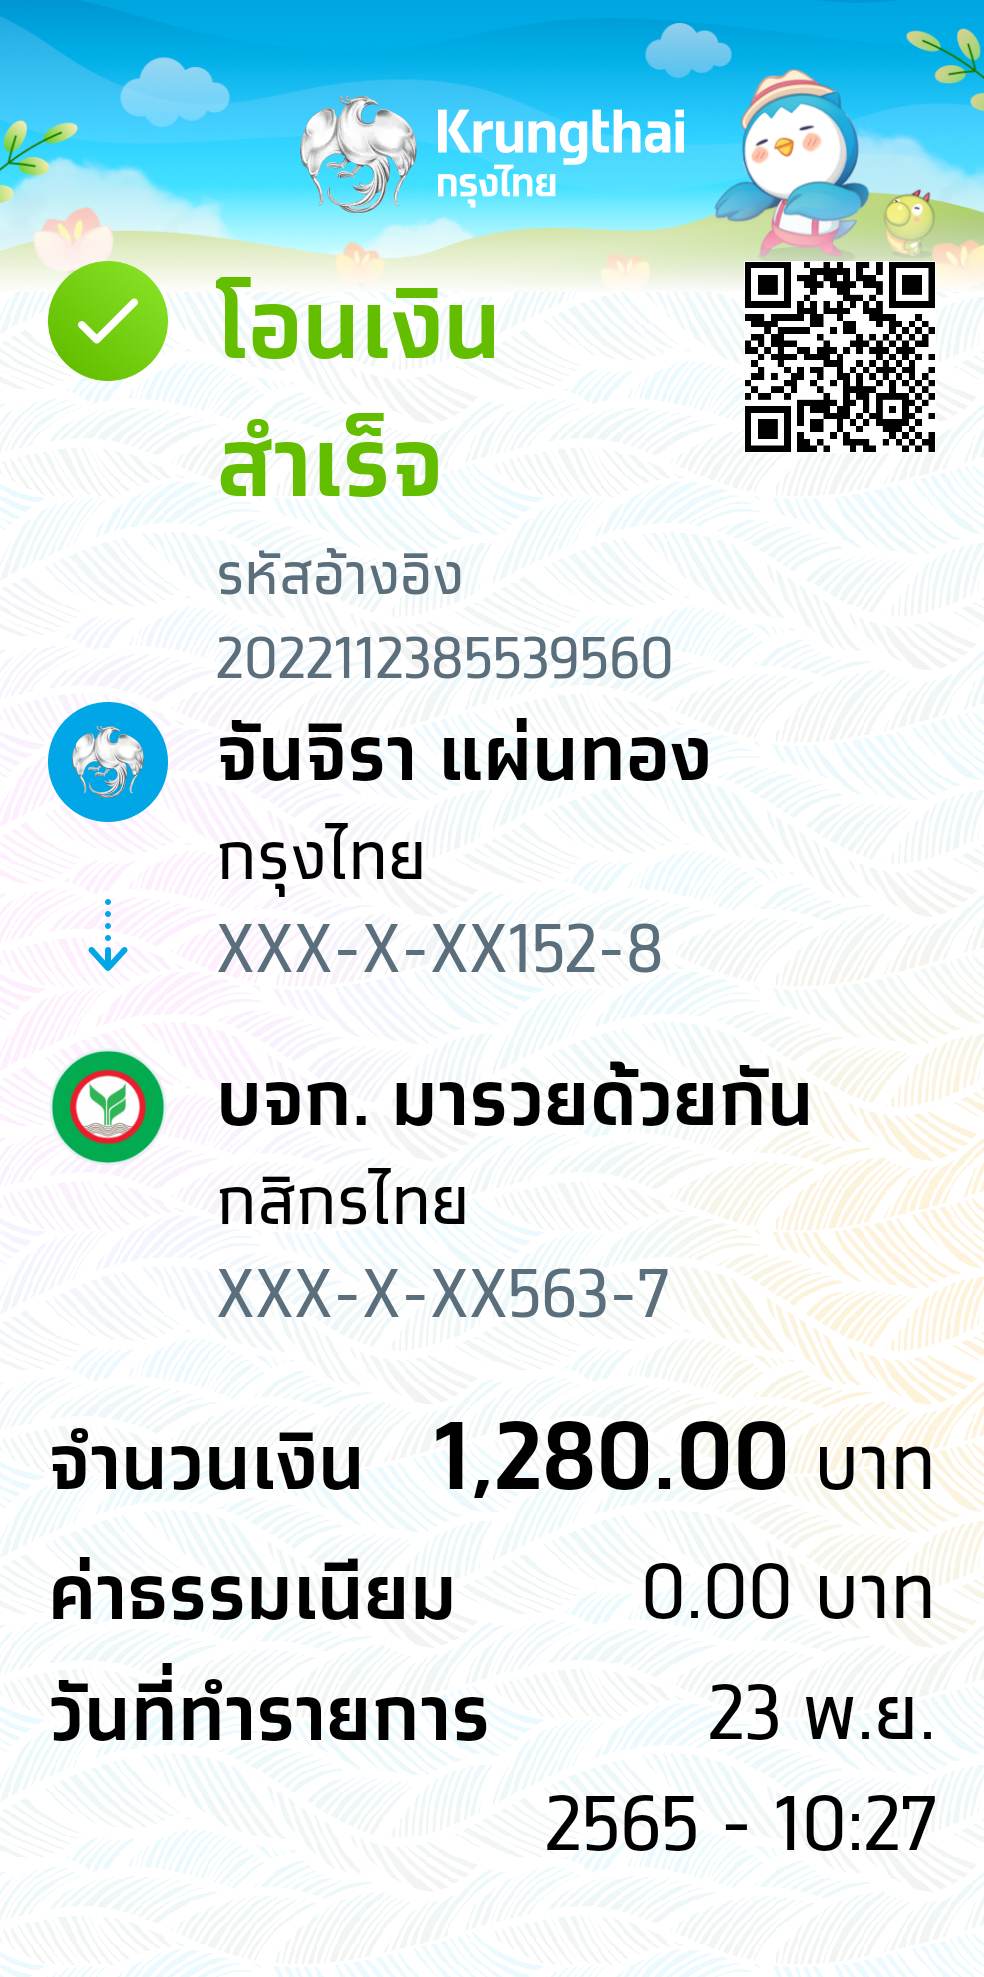 Krungthai
กรุงไทย
โอนเงิน
สำเร็จ
รหัสอ้างอิง
2022112385539560
จันจิรา แผ่นทอง
กรุงไทย
XXX-X-XX152-8
บจก. มารวยด้วยกัน
กสิกรไทย
XXX-X-XX563-7
จำนวนเงิน 1,280.00 บาท
ค่าธรรมเนียม 0.00 บาท
วันที่ทำรายการ 23 พ.ย.
2565 - 10:27